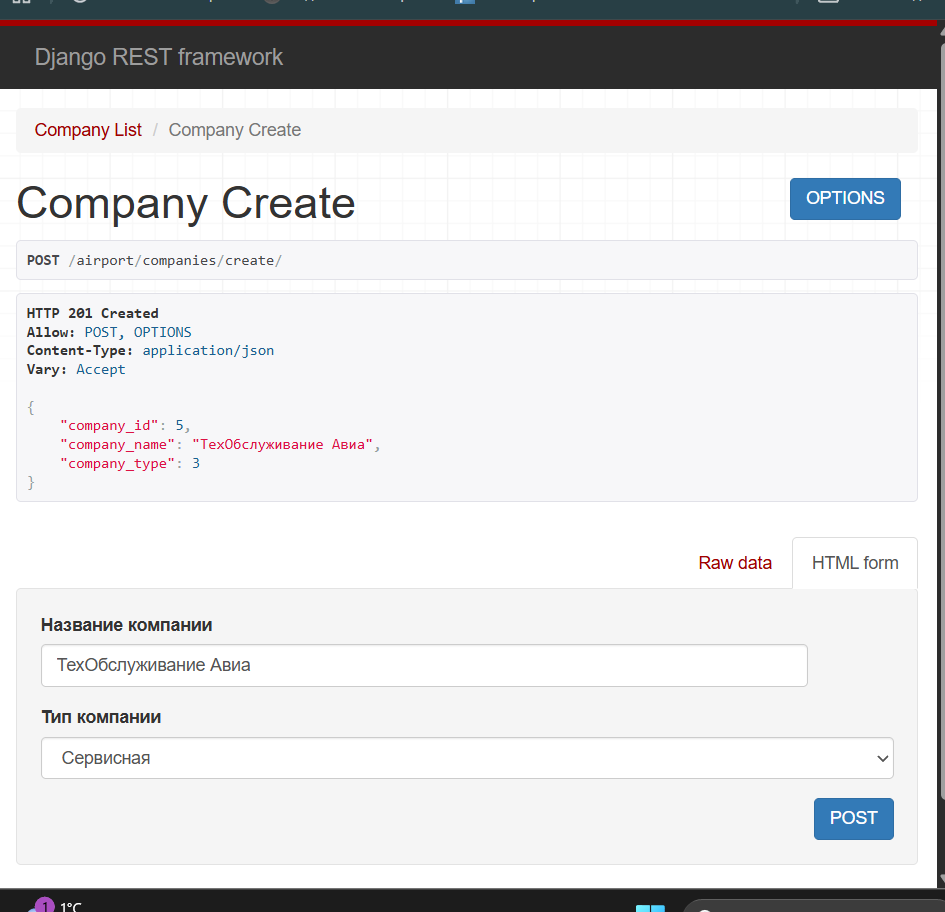 Django REST framework
Company List / Company Create
Company Create
OPTIONS
POST /airport/companies/create/
HTTP 201 Created
Allow: POST, OPTIONS
Content-Type: application/json
Vary: Accept
{
"company_id": 5,
"company_name": "ТехОбслуживание Авиа",
"company_type": 3
}
Raw data
HTML form
Название компании
ТехОбслуживание Авиа
Тип компании
Сервисная
POST
1
1°C